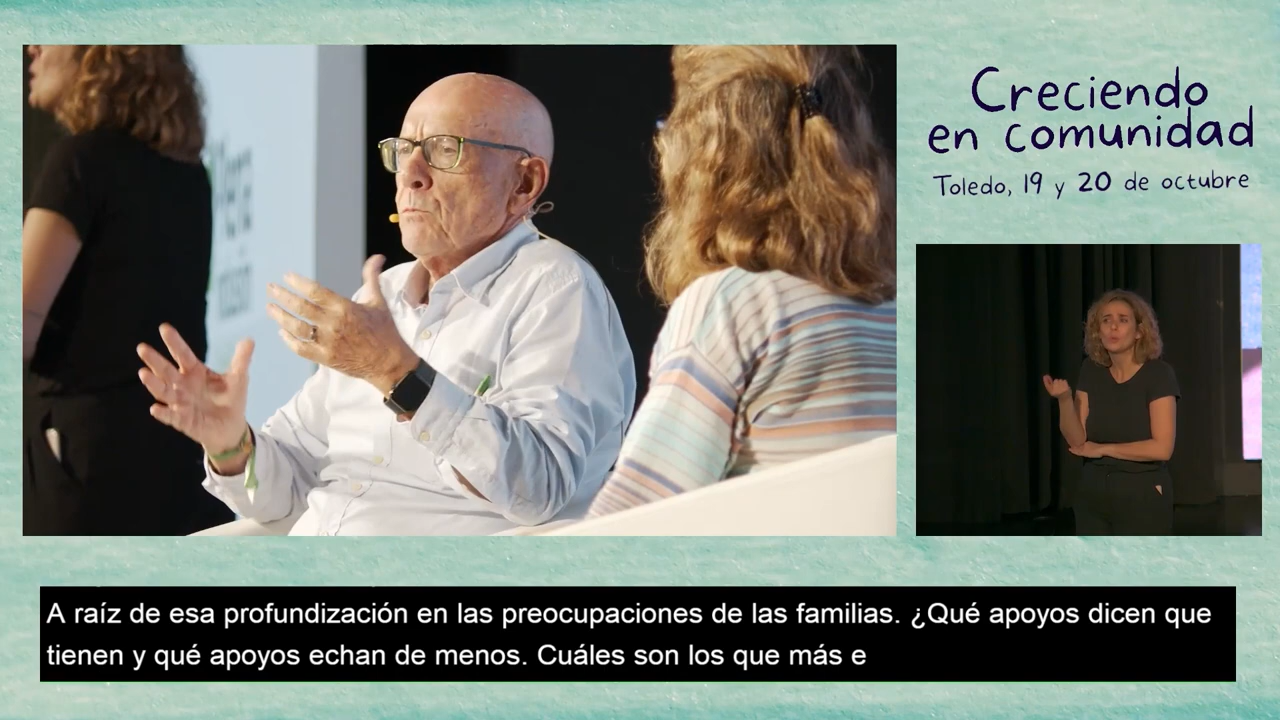 Creciendo
en comunidad
Toledo, 19 y 20 de octubre
A raíz de esa profundización en las preocupaciones de las familias. ¿Qué apoyos dicen que
tienen y qué apoyos echan de menos. Cuáles son los que más e